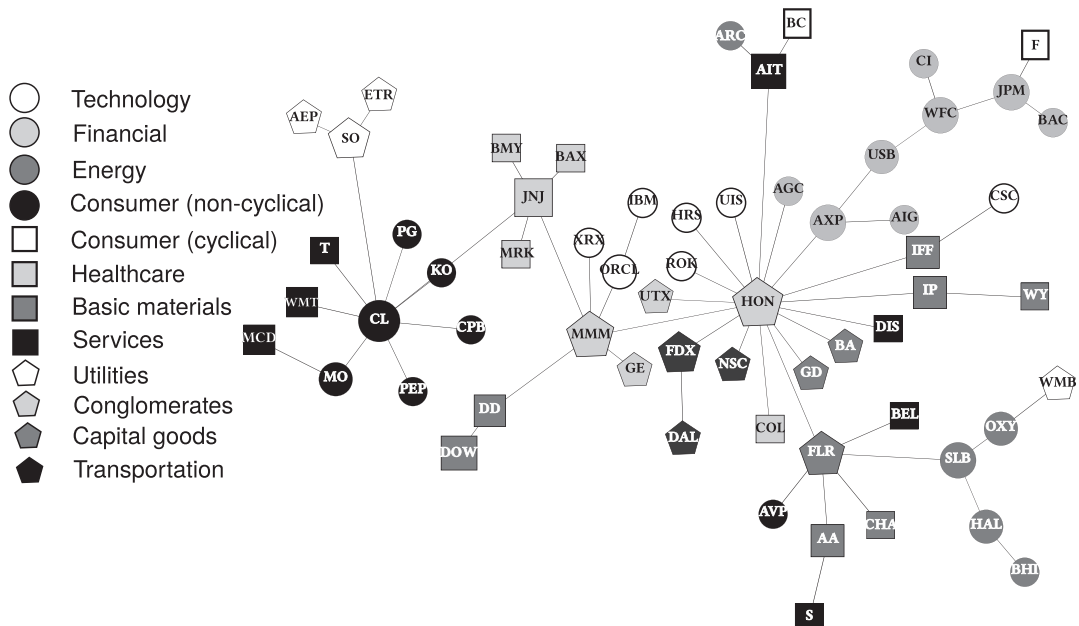 Technology
Financial
Energy
Consumer (non-cyclical)
Consumer (cyclical)
Healthcare
Basic materials
Services
Utilities
Conglomerates
Capital goods
Transportation
ETR
AEP
SO
T
PG
KO
WMT
CL
MCD
CPB
MO
PEP
BMY
BAX
JNJ
MRK
IBM
XRX
ORCL
UTX
MMM
GE
DD
DOW
ARC
BC
AIT
HRS
UIS
ROK
AGC
HON
FDX
NSC
DAL
COL
GD
BA
DIS
CI
F
JPM
WFC
BAC
USB
AXP
AIG
CSC
IFF
IP
WY
BEL
FLR
AVP
AA
CHA
S
WMB
OXY
SLB
HAL
BHI